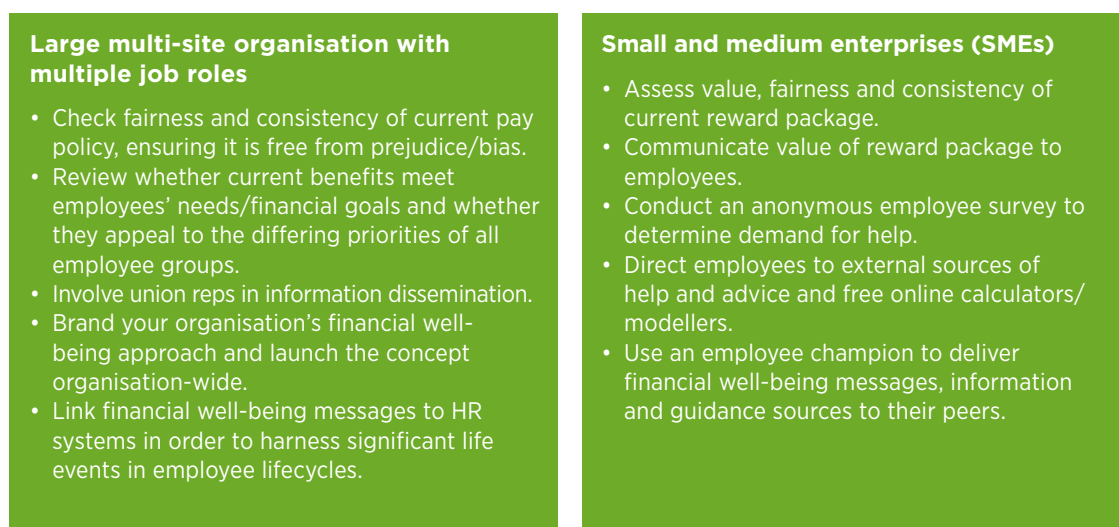 Large multi-site organisation with
multiple job roles
• Check fairness and consistency of current pay
policy, ensuring it is free from prejudice/bias.
• Review whether current benefits meet
employees’ needs/financial goals and whether
they appeal to the differing priorities of all
employee groups.
• Involve union reps in information dissemination.
• Brand your organisation’s financial well-
being approach and launch the concept
organisation-wide.
• Link financial well-being messages to HR
systems in order to harness significant life
events in employee lifecycles.
Small and medium enterprises (SMEs)
• Assess value, fairness and consistency of
current reward package.
• Communicate value of reward package to
employees.
• Conduct an anonymous employee survey to
determine demand for help.
• Direct employees to external sources of
help and advice and free online calculators/
modellers.
• Use an employee champion to deliver
financial well-being messages, information
and guidance sources to their peers.